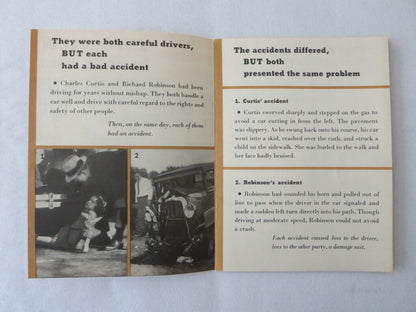 They were both careful drivers,
BUT each
had a bad accident
• Charles Curtis and Richard Robinson had been
driving for years without mishap. They both handle a
car well and drive with careful regard to the rights and
safety of other people.
Then, on the same day, each of them
had an accident.
1
2
The accidents differed,
BUT both
presented the same problem
1. Curtis' accident
• Curtis swerved sharply and stepped on the gas to
avoid a car cutting in from the left. The pavement
was slippery. As he swung back onto his course, his car
went into a skid, crashed over the curb, and struck a
child on the sidewalk. She was hurled to the walk and
her face badly bruised.
2. Robinson's accident
• Robinson had sounded his horn and pulled out of
line to pass when the driver in the car ahead signaled and
made a sudden left turn directly into his path. Though
driving at moderate speed, Robinson could not avoid
a crash.
Each accident caused loss to the driver,
loss to the other party, a damage suit.